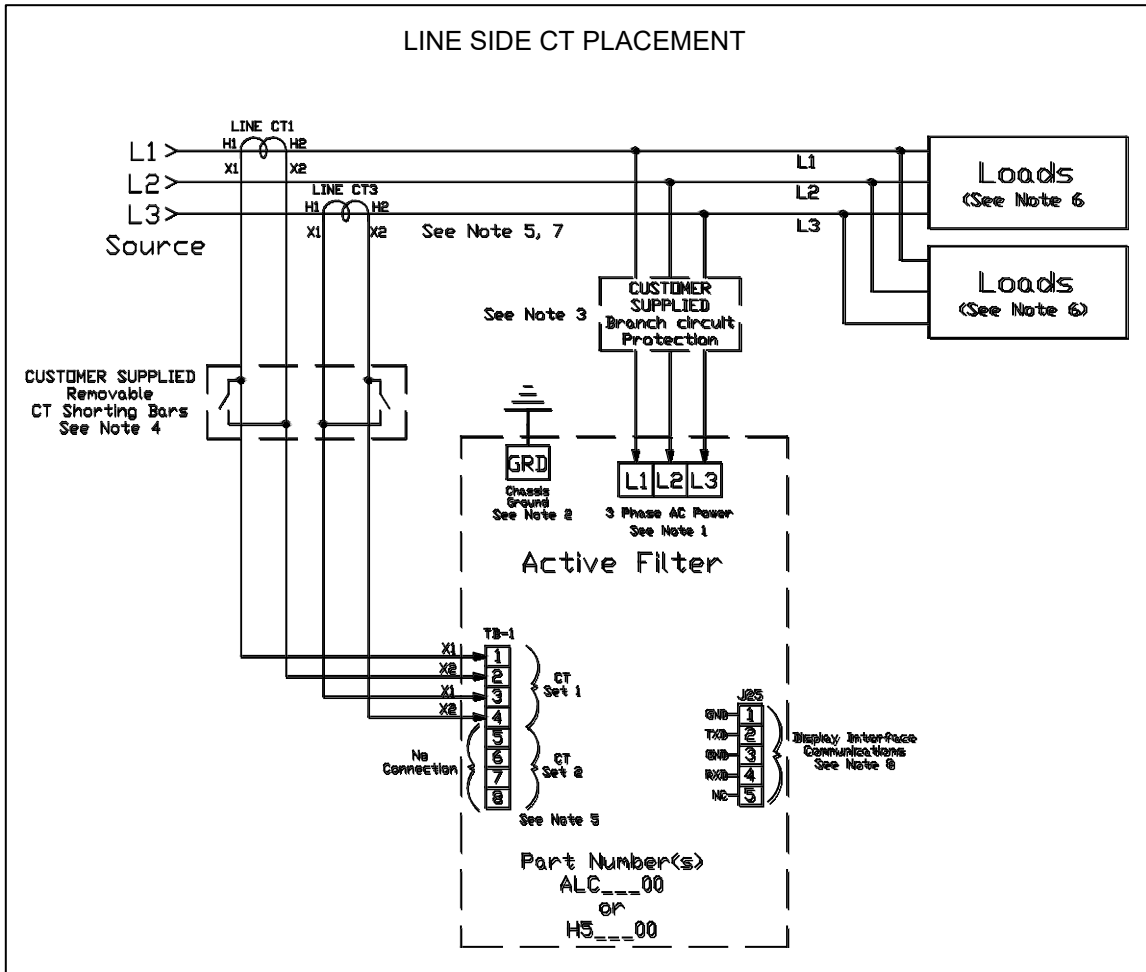 LINE SIDE CT PLACEMENT
LINE CT1
H1 H2
L1
X1 X2
L1
L2
LINE CT3
L2
H1 H2
L3
X1 X2
L3
Source
See Note 5, 7
Loads
(See Note 6
Loads
(See Note 6)
See Note 3
CUSTOMER
SUPPLIED
Branch circuit
Protection
CUSTOMER SUPPLIED
Removable
CT Shorting Bars
See Note 4
GRD
Chassis
Ground
See Note 2
L1 L2 L3
3 Phase AC Power
See Note 1
Active Filter
TB-1
X1 1
X2 2
X1 3
X2 4
5
6
7
8
CT
Set 1
No
Connection
CT
Set 2
See Note 5
J25
GND 1
TXD 2
GND 3
RXD 4
NC 5
Display Interface
Communications
See Note 8
Part Number(s)
ALC___00
or
H5___00